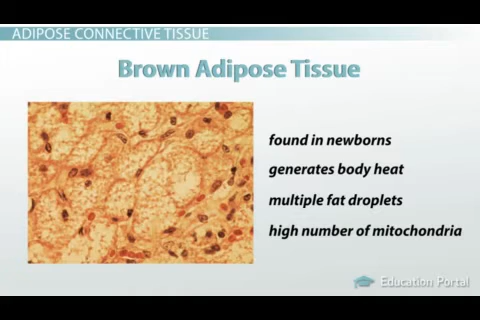 ADIPOSE CONNECTIVE TISSUE
Brown Adipose Tissue
found in newborns
generates body heat
multiple fat droplets
high number of mitochondria
Education Portal